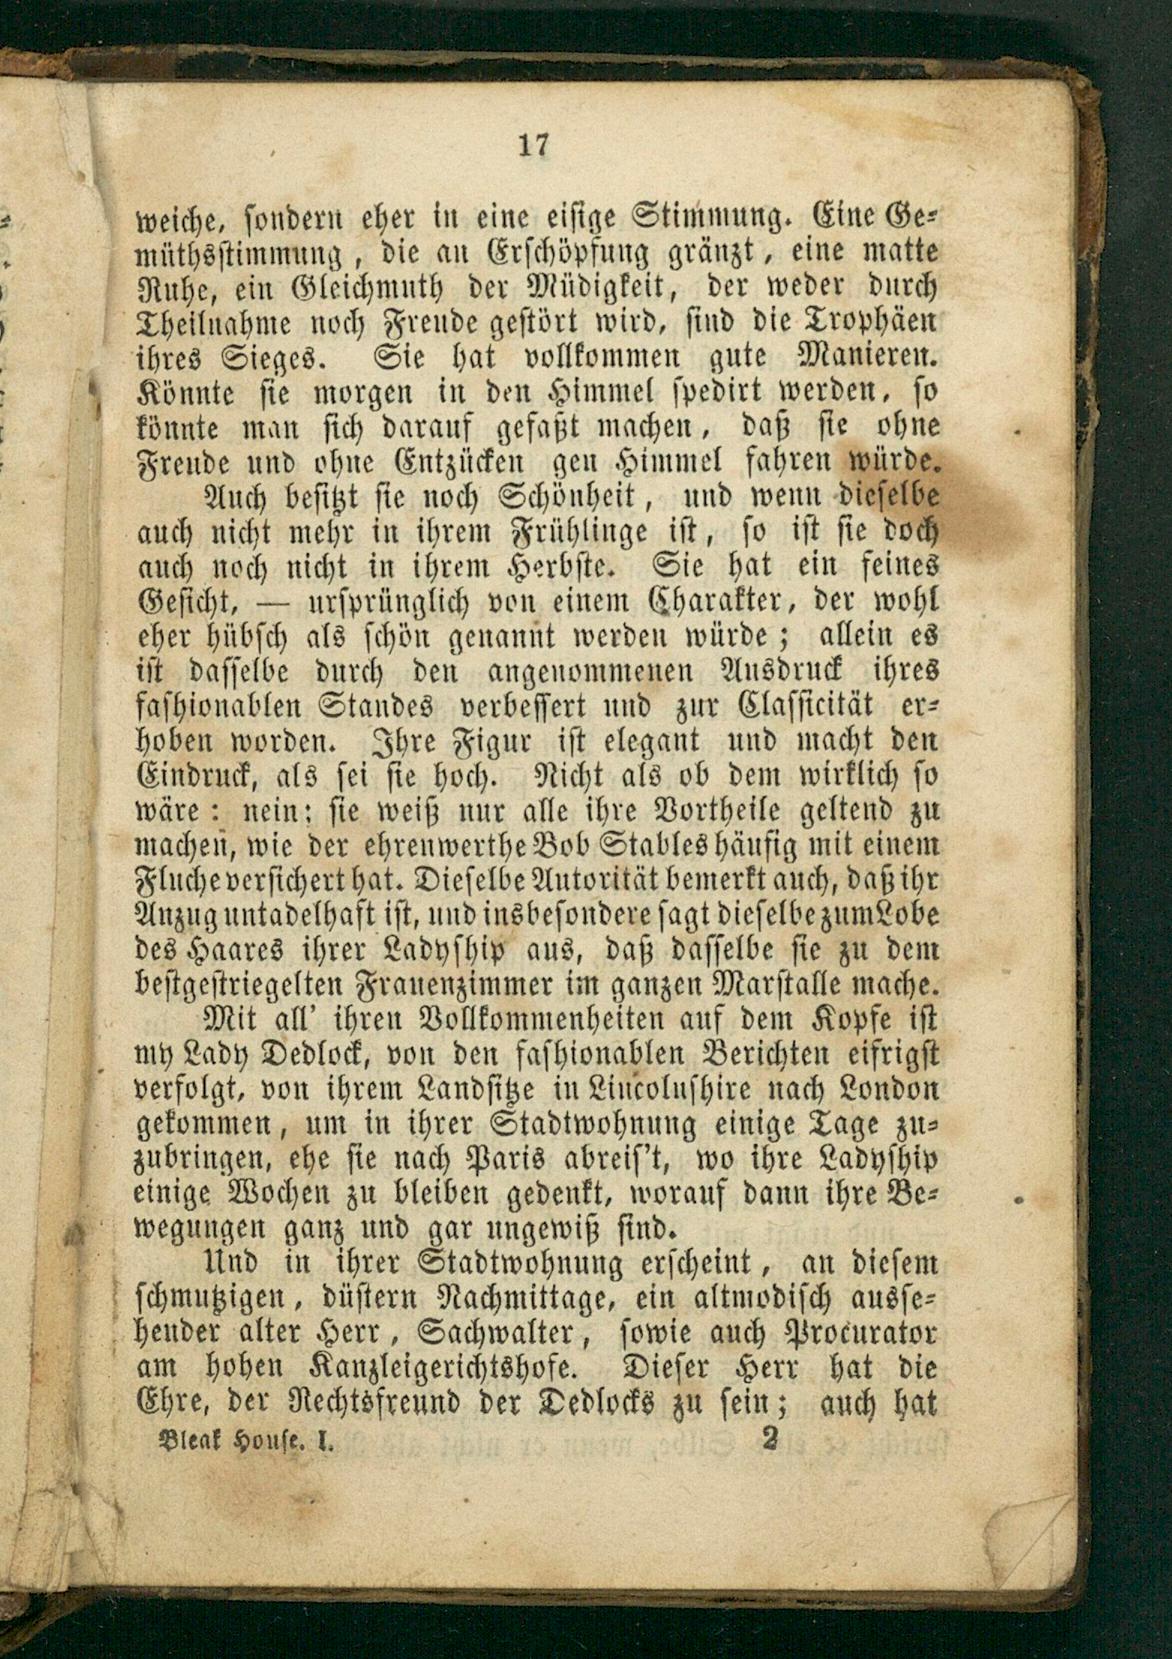 17
weiche, sondern eher in eine eisige Stimmung. Eine Ge-
müthsstimmung, die an Erschöpfung gränzt, eine matte
Ruhe, ein Gleichmuth der Müdigkeit, der weder durch
Theilnahme noch Freude gestört wird, sind die Trophäen
ihres Sieges. Sie hat vollkommen gute Manieren.
Könnte sie morgen in den Himmel spedirt werden, so
könnte man sich darauf gefaßt machen, daß sie ohne
Freude und ohne Entzücken gen Himmel fahren würde.
Auch besitzt sie noch Schönheit, und wenn dieselbe
auch nicht mehr in ihrem Frühlinge ist, so ist sie doch
auch noch nicht in ihrem Herbste. Sie hat ein feines
Gesicht, — ursprünglich von einem Charakter, der wohl
eher hübsch als schön genannt werden würde; allein es
ist dasselbe durch den angenommenen Ausdruck ihres
fashionablen Standes verbessert und zur Classicität er-
hoben worden. Ihre Figur ist elegant und macht den
Eindruck, als sei sie hoch. Nicht als ob dem wirklich so
wäre: nein; sie weiß nur alle ihre Vortheile geltend zu
machen, wie der ehrenwerthe Bob Stables häufig mit einem
Fluche versichert hat. Dieselbe Autorität bemerkt auch, daß ihr
Anzug untadelhaft ist, und insbesondere sagt dieselbe zum Lobe
des Haares ihrer Ladyship aus, daß dasselbe sie zu dem
bestgestriegelten Frauenzimmer im ganzen Marstalle mache.
Mit all' ihren Vollkommenheiten auf dem Kopfe ist
my Lady Dedlock, von den fashionablen Berichten eifrigst
verfolgt, von ihrem Landsitze in Lincolnshire nach London
gekommen, um in ihrer Stadtwohnung einige Tage zu-
zubringen, ehe sie nach Paris abreis't, wo ihre Ladyship
einige Wochen zu bleiben gedenkt, worauf dann ihre Be-
wegungen ganz und gar ungewiß sind.
Und in ihrer Stadtwohnung erscheint, an diesem
schmutzigen, düstern Nachmittage, ein altmodisch ausse-
hender alter Herr, Sachwalter, sowie auch Procurator
am hohen Kanzleigerichtshofe. Dieser Herr hat die
Ehre, der Rechtsfreund der Dedlocks zu sein; auch hat
Bleak House. I. 2